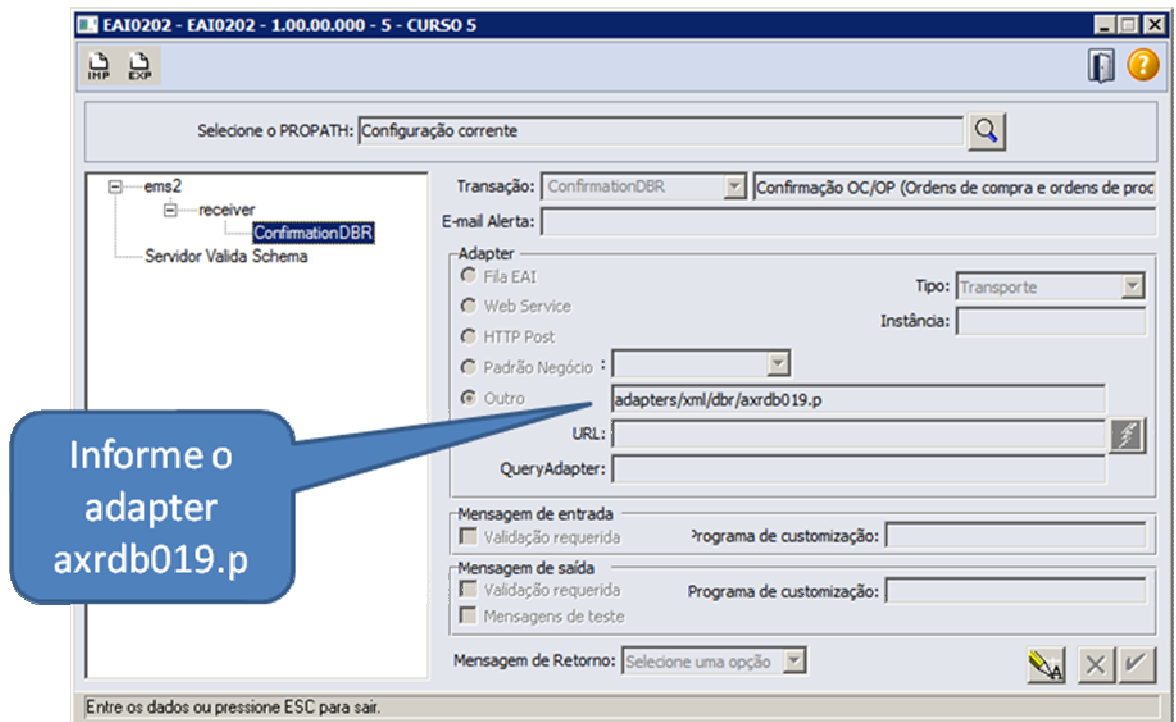 EAI0202 - EAI0202 - 1.00.00.000 - 5 - CURSO 5
IMP EXP
Selecione o PROPATH: Configuração corrente
ems2
receiver
ConfirmationDBR
Servidor Valida Schema
Transação: ConfirmationDBR Confirmação OC/OP (Ordens de compra e ordens de prod
E-mail Alerta:
Adapter
Fila EAI
Tipo: Transporte
Web Service
Instância:
HTTP Post
Padrão Negócio :
Outro adapters/xml/dbr/axrdb019.p
URL:
QueryAdapter:
Informe o
adapter
axrdb019.p
Mensagem de entrada
Validação requerida Programa de customização:
Mensagem de saída
Validação requerida Programa de customização:
Mensagens de teste
Mensagem de Retorno: Selecione uma opção
Entre os dados ou pressione ESC para sair.